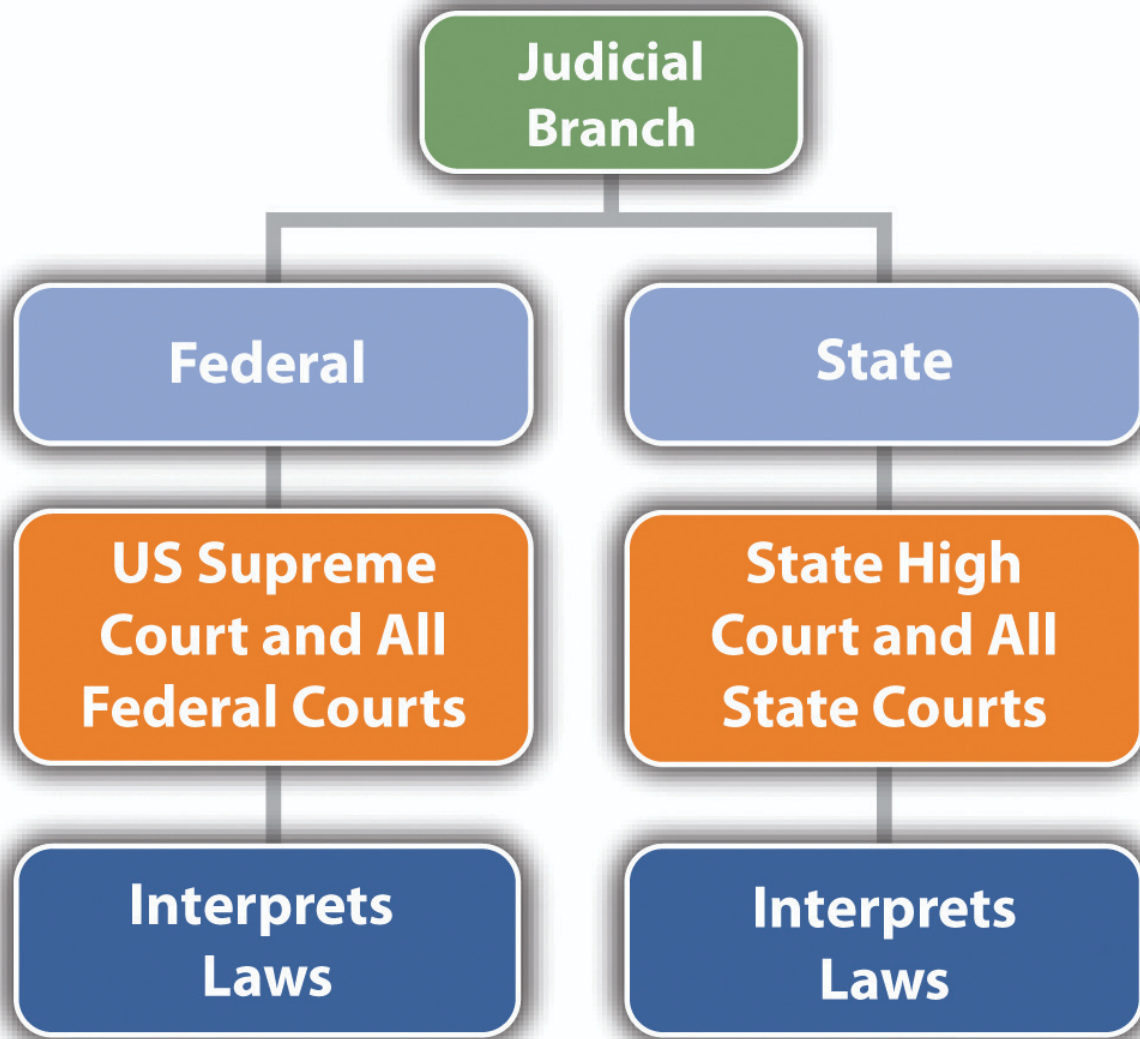 Judicial
Branch
Federal
State
US Supreme
Court and All
Federal Courts
State High
Court and All
State Courts
Interprets
Laws
Interprets
Laws